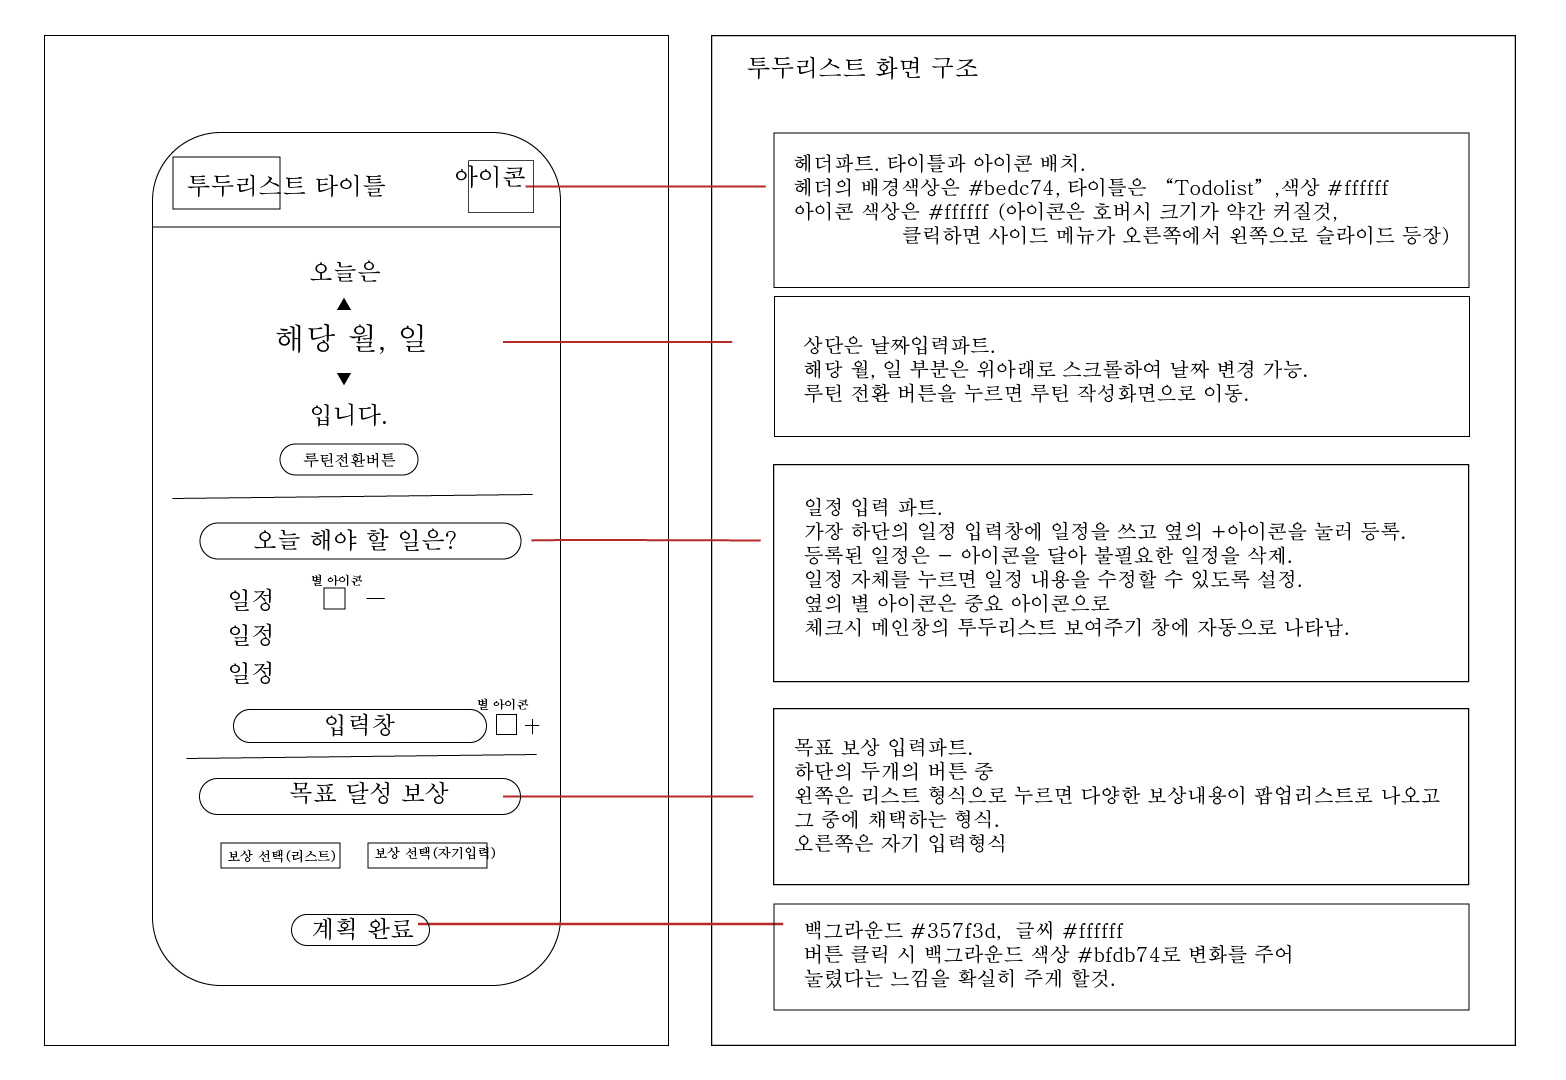 투두리스트 타이틀
아이콘
오늘은
▲
해당 월, 일
▼
입니다.
루틴전환버튼
오늘 해야 할 일은?
별 아이콘
일정
일정
일정
별 아이콘
입력창
목표 달성 보상
보상 선택(리스트)
보상 선택(자기입력)
계획 완료
투두리스트 화면 구조
헤더파트. 타이틀과 아이콘 배치.
헤더의 배경색상은 #bedc74, 타이틀은 “Todolist”,색상 #ffffff
아이콘 색상은 #ffffff (아이콘은 호버시 크기가 약간 커질것,
클릭하면 사이드 메뉴가 오른쪽에서 왼쪽으로 슬라이드 등장)
상단은 날짜입력파트.
해당 월, 일 부분은 위아래로 스크롤하여 날짜 변경 가능.
루틴 전환 버튼을 누르면 루틴 작성화면으로 이동.
일정 입력 파트.
가장 하단의 일정 입력창에 일정을 쓰고 옆의 +아이콘을 눌러 등록.
등록된 일정은 − 아이콘을 달아 불필요한 일정을 삭제.
일정 자체를 누르면 일정 내용을 수정할 수 있도록 설정.
옆의 별 아이콘은 중요 아이콘으로
체크시 메인창의 투두리스트 보여주기 창에 자동으로 나타남.
목표 보상 입력파트.
하단의 두개의 버튼 중
왼쪽은 리스트 형식으로 누르면 다양한 보상내용이 팝업리스트로 나오고
그 중에 채택하는 형식.
오른쪽은 자기 입력형식
백그라운드 #357f3d, 글씨 #ffffff
버튼 클릭 시 백그라운드 색상 #bfdb74로 변화를 주어
눌렸다는 느낌을 확실히 주게 할것.